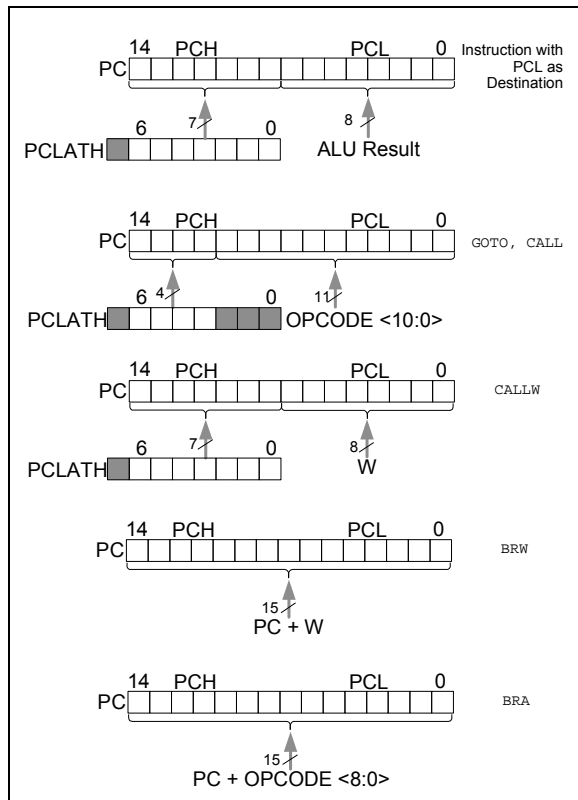 14 PCH PCL 0
PC
Instruction with
PCL as
Destination
7 8
6 0
PCLATH
ALU Result
14 PCH PCL 0
PC
GOTO, CALL
4 11
6 0
PCLATH
OPCODE <10:0>
14 PCH PCL 0
PC
CALLW
7 8
6 0
PCLATH
W
14 PCH PCL 0
PC
BRW
15
PC + W
14 PCH PCL 0
PC
BRA
15
PC + OPCODE <8:0>